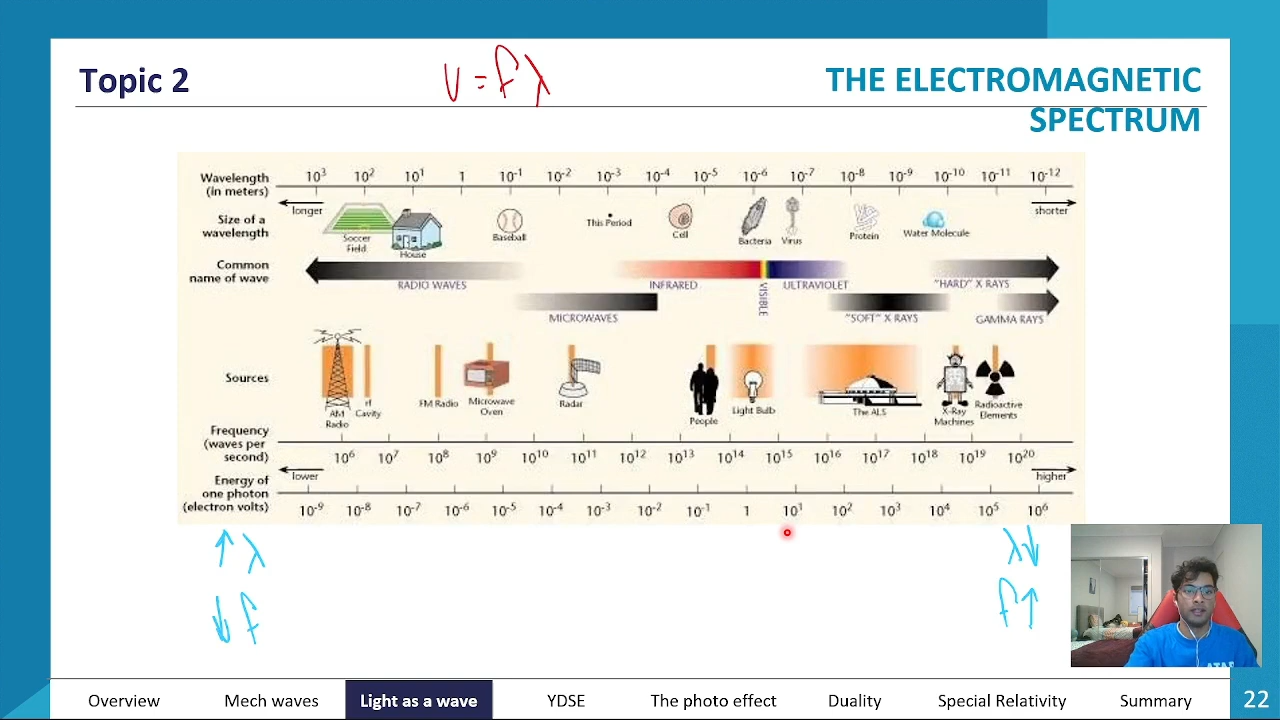 Topic 2
v = fλ
THE ELECTROMAGNETIC
SPECTRUM
Wavelength
(in meters)
10³ 10² 10¹ 1 10⁻¹ 10⁻² 10⁻³ 10⁻⁴ 10⁻⁵ 10⁻⁶ 10⁻⁷ 10⁻⁸ 10⁻⁹ 10⁻¹⁰ 10⁻¹¹ 10⁻¹²
longer
shorter
Size of a
wavelength
Soccer
Field
House
Baseball
This Period
Cell
Bacteria
Virus
Protein
Water Molecule
Common
name of wave
RADIO WAVES
INFRARED
VISIBLE
ULTRAVIOLET
"HARD" X RAYS
MICROWAVES
"SOFT" X RAYS
GAMMA RAYS
Sources
AM
Radio
rf
Cavity
FM Radio
Microwave
Oven
Radar
People
Light Bulb
The ALS
X-Ray
Machines
Radioactive
Elements
Frequency
(waves per
second)
10⁶ 10⁷ 10⁸ 10⁹ 10¹⁰ 10¹¹ 10¹² 10¹³ 10¹⁴ 10¹⁵ 10¹⁶ 10¹⁷ 10¹⁸ 10¹⁹ 10²⁰
lower
higher
Energy of
one photon
(electron volts)
10⁻⁹ 10⁻⁸ 10⁻⁷ 10⁻⁶ 10⁻⁵ 10⁻⁴ 10⁻³ 10⁻² 10⁻¹ 1 10¹ 10² 10³ 10⁴ 10⁵ 10⁶
↑ λ
↓ f
λ↓
f↑
Overview Mech waves Light as a wave YDSE The photo effect Duality Special Relativity Summary
22